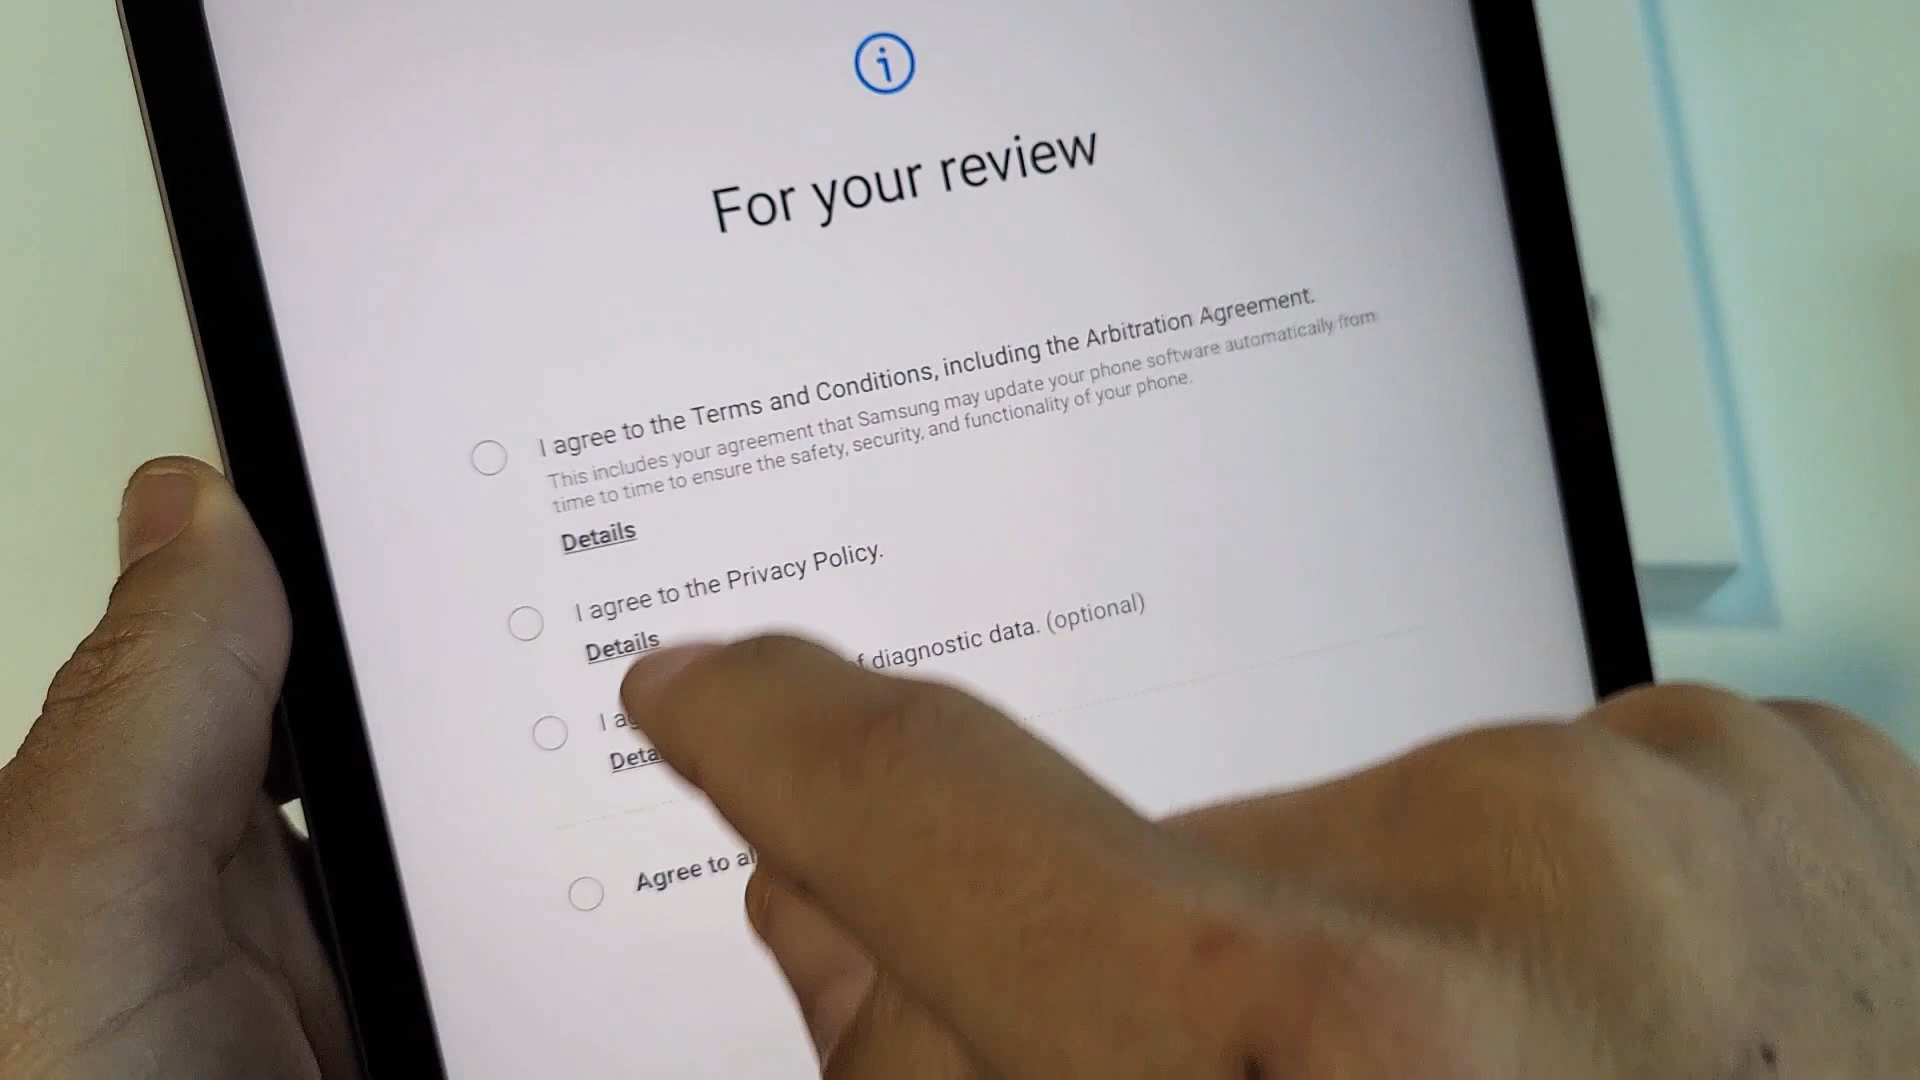 For your review
I agree to the Terms and Conditions, including the Arbitration Agreement.
This includes your agreement that Samsung may update your phone software automatically from
time to time to ensure the safety, security, and functionality of your phone.
Details
I agree to the Privacy Policy.
Details
I diagnostic data. (optional)
Agree to